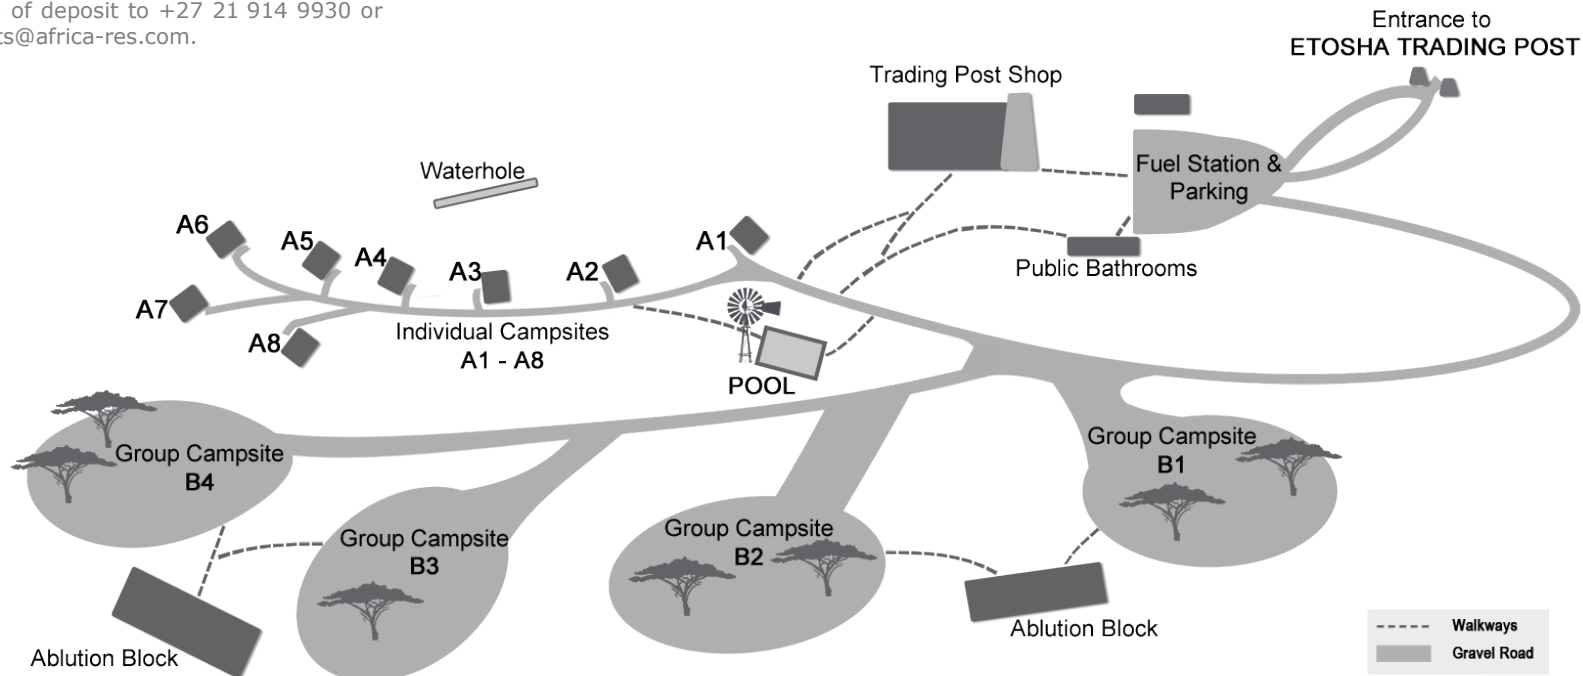 of deposit to +27 21 914 9930 or
ts@africa-res.com.
Entrance to
ETOSHA TRADING POST
Trading Post Shop
Fuel Station &
Parking
Waterhole
Public Bathrooms
A6
A5
A4
A3
A2
A1
A7
A8
Individual Campsites
A1 - A8
POOL
Group Campsite
B4
Group Campsite
B3
Group Campsite
B2
Group Campsite
B1
Ablution Block
Ablution Block
Walkways
Gravel Road